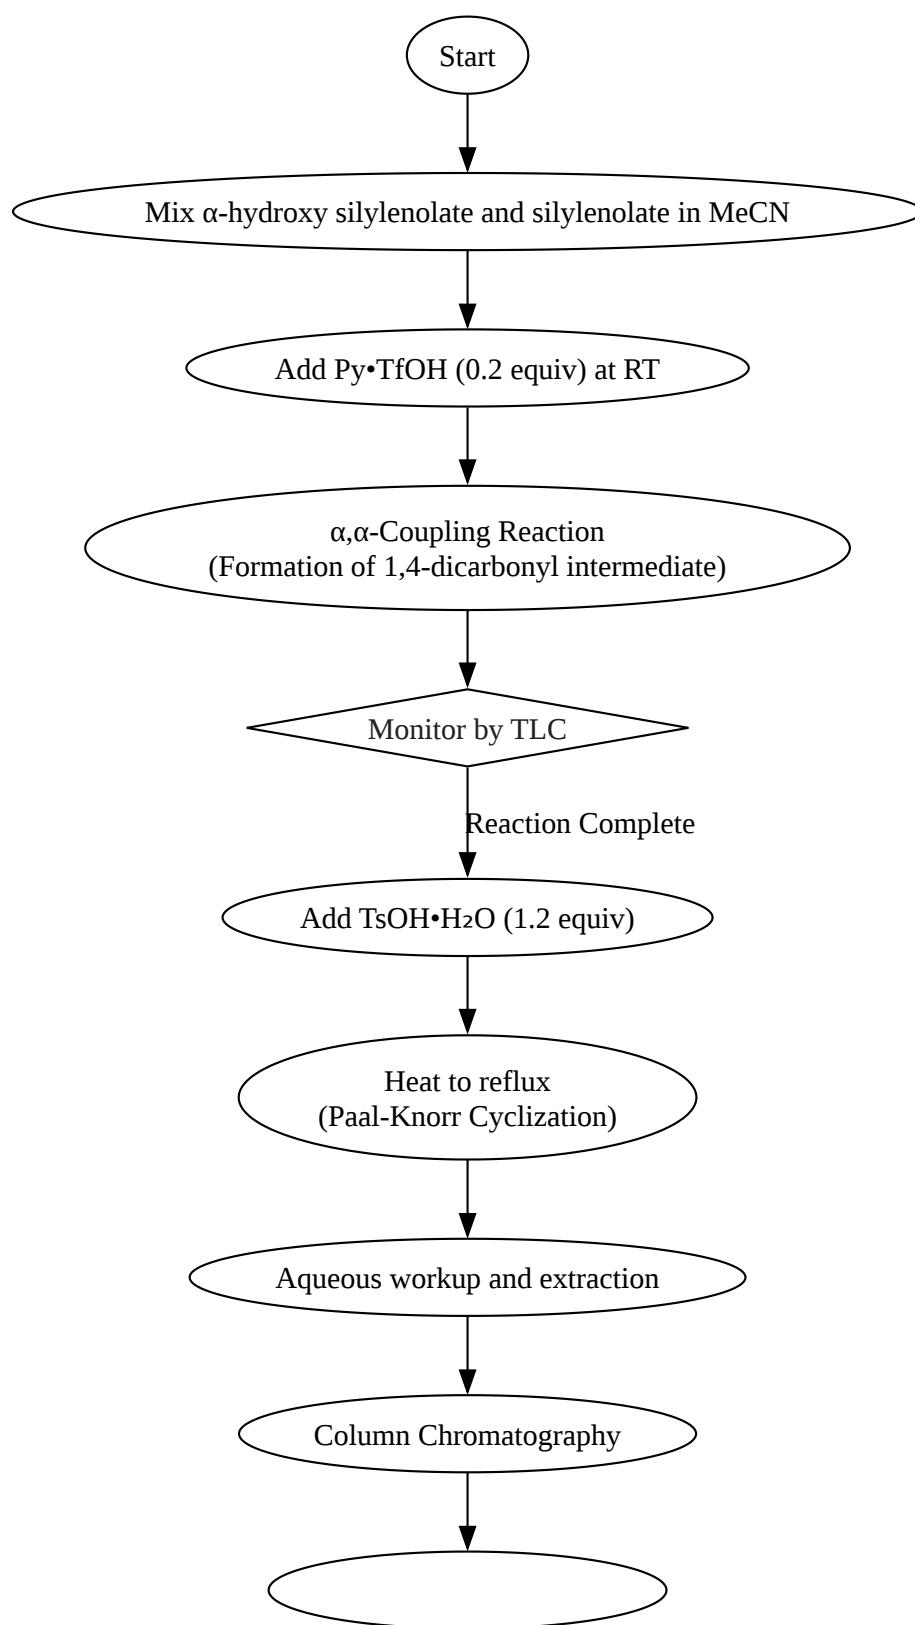 Start
Mix α-hydroxy silylenolate and silylenolate in MeCN
Add Py•TfOH (0.2 equiv) at RT
α,α-Coupling Reaction
(Formation of 1,4-dicarbonyl intermediate)
Monitor by TLC
Reaction Complete
Add TsOH•H₂O (1.2 equiv)
Heat to reflux
(Paal-Knorr Cyclization)
Aqueous workup and extraction
Column Chromatography